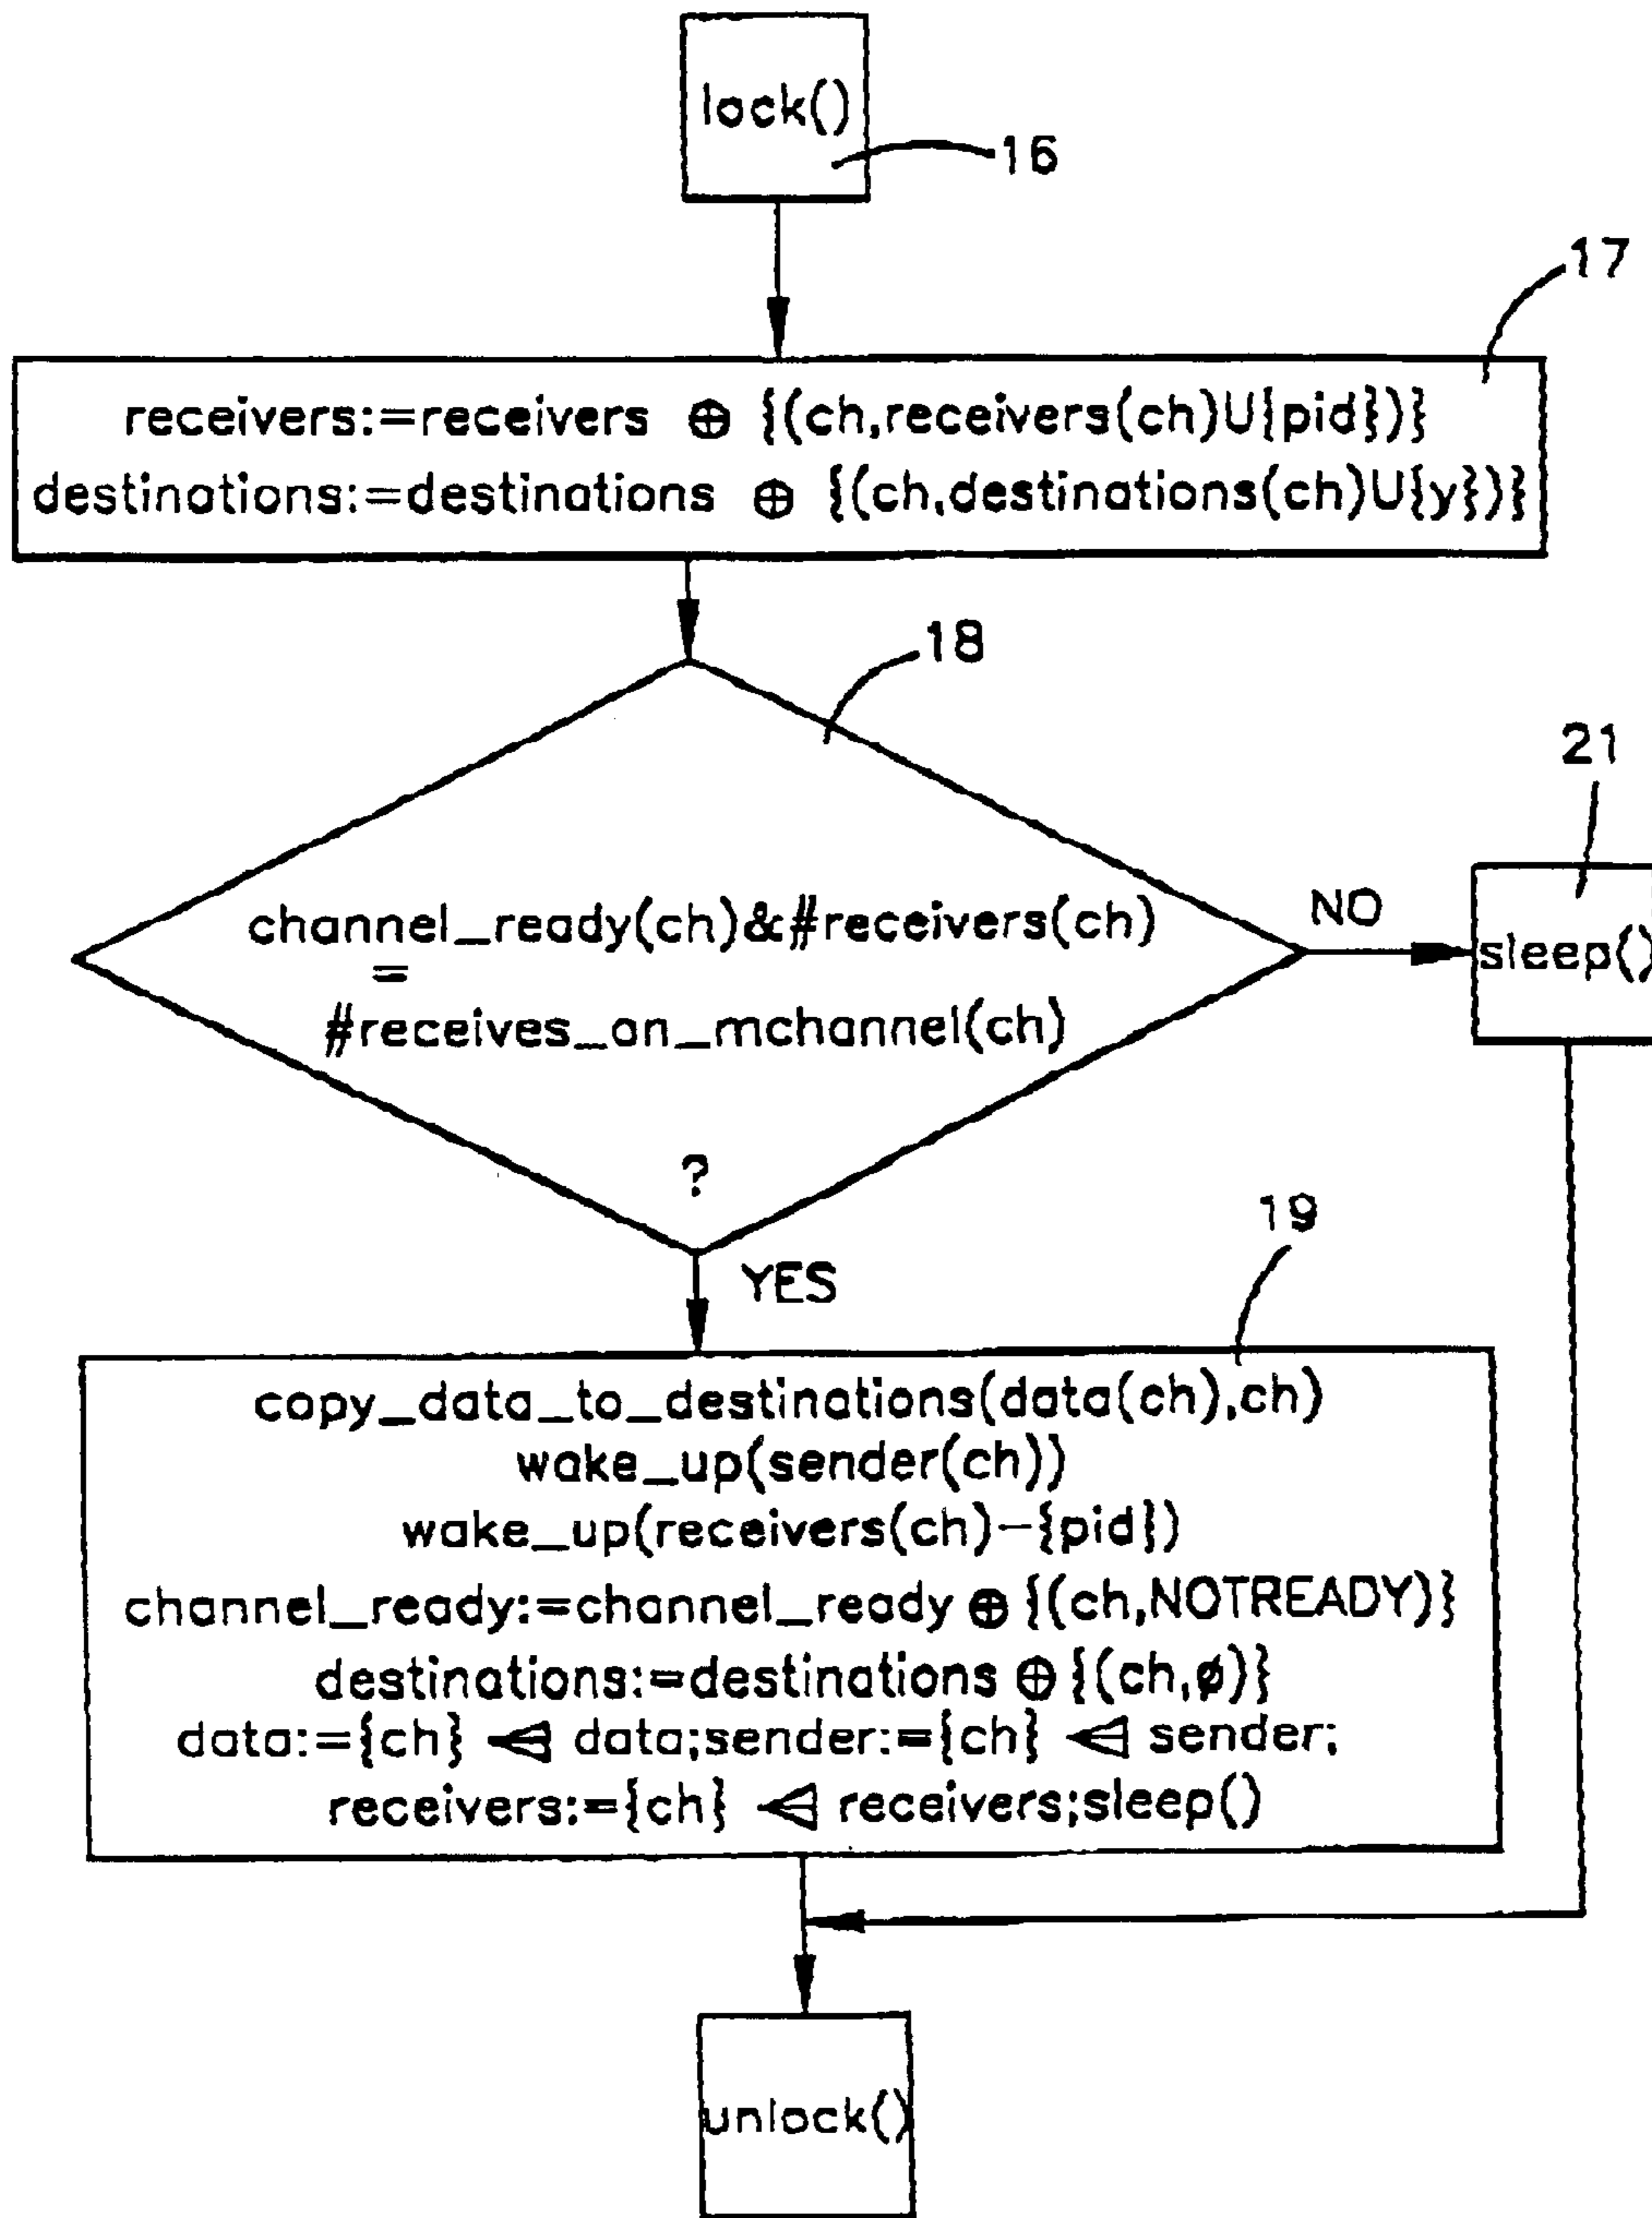 lock()
16
17
receivers:=receivers ⊕ {(ch,receivers(ch)U{pid})}
destinations:=destinations ⊕ {(ch,destinations(ch)U{y})}
18
21
channel_ready(ch)&#receivers(ch)
=
#receives_on_mchannel(ch)
?
NO
sleep()
YES
19
copy_data_to_destinations(data(ch),ch)
wake_up(sender(ch))
wake_up(receivers(ch)-{pid})
channel_ready:=channel_ready ⊕ {(ch,NOTREADY)}
destinations:=destinations ⊕ {(ch,ø)}
data:={ch} ⩤ data;sender:={ch} ⩤ sender;
receivers:={ch} ⩤ receivers;sleep()
unlock()